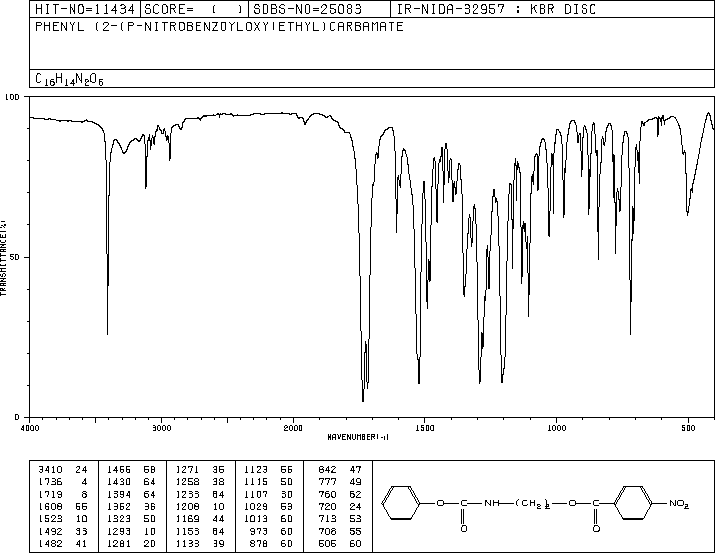 HIT-NO=11434 SCORE= ( ) SDBS-NO=25083 IR-NIDA-32957 : KBR DISC
PHENYL (2-(P-NITROBENZOYLOXY)ETHYL)CARBAMATE
C16H14N2O6
100
50
0
TRANSMITTANCE(%)
4000 3000 2000 1500 1000 500
WAVENUMBER(-1)
3410 24 1466 68 1271 36 1123 66 842 47
1736 4 1430 64 1258 38 1115 50 777 49
1719 8 1394 64 1233 64 1107 30 760 62
1608 55 1362 36 1208 10 1029 53 720 24
1523 10 1323 50 1169 44 1013 60 713 53
1492 33 1293 10 1153 64 973 60 708 55
1482 41 1281 20 1133 39 878 60 505 60
O C NH (CH2)2 O C NO2
O O